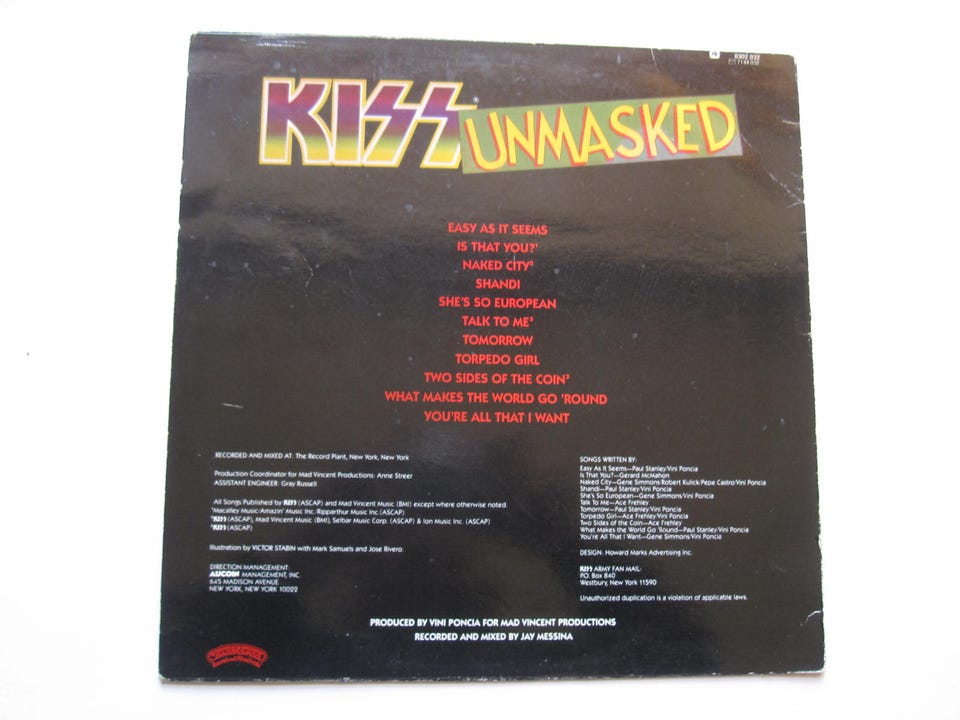 6302 032
7144 032
KISS UNMASKED
EASY AS IT SEEMS
IS THAT YOU?¹
NAKED CITY²
SHANDI
SHE'S SO EUROPEAN
TALK TO ME³
TOMORROW
TORPEDO GIRL
TWO SIDES OF THE COIN³
WHAT MAKES THE WORLD GO 'ROUND
YOU'RE ALL THAT I WANT
RECORDED AND MIXED AT: The Record Plant, New York, New York
Production Coordinator for Mad Vincent Productions: Anne Streer
ASSISTANT ENGINEER: Gray Russell
All Songs Published by KISS (ASCAP) and Mad Vincent Music (BMI) except where otherwise noted.
¹Macalley Music/Amazin' Music Inc./Ripparthur Music Inc.(ASCAP)
²KISS (ASCAP), Mad Vincent Music (BMI), Selbar Music Corp. (ASCAP) & Ion Music Inc. (ASCAP)
³KISS (ASCAP)
Illustration by VICTOR STABIN with Mark Samuels and Jose Rivero.
DIRECTION MANAGEMENT:
AUCOIN MANAGEMENT, INC.
645 MADISON AVENUE
NEW YORK, NEW YORK 10022
SONGS WRITTEN BY:
Easy As It Seems—Paul Stanley/Vini Poncia
Is That You?—Gerard McMahon
Naked City—Gene Simmons/Robert Kulick/Pepe Castro/Vini Poncia
Shandi—Paul Stanley/Vini Poncia
She's So European—Gene Simmons/Vini Poncia
Talk To Me—Ace Frehley
Tomorrow—Paul Stanley/Vini Poncia
Torpedo Girl—Ace Frehley/Vini Poncia
Two Sides of the Coin—Ace Frehley
What Makes the World Go 'Round—Paul Stanley/Vini Poncia
You're All That I Want—Gene Simmons/Vini Poncia
DESIGN: Howard Marks Advertising Inc.
KISS ARMY FAN MAIL:
P.O. Box 840
Westbury, New York 11590
Unauthorized duplication is a violation of applicable laws.
PRODUCED BY VINI PONCIA FOR MAD VINCENT PRODUCTIONS
RECORDED AND MIXED BY JAY MESSINA
CASABLANCA
Record and FilmWorks